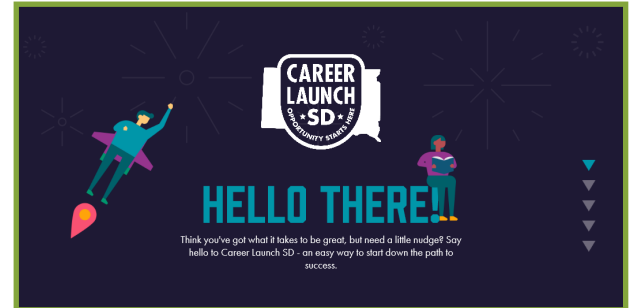 CAREER
LAUNCH
★ SD ★
OPPORTUNITY STARTS HERE
HELLO THERE!
Think you've got what it takes to be great, but need a little nudge? Say
hello to Career Launch SD - an easy way to start down the path to
success.